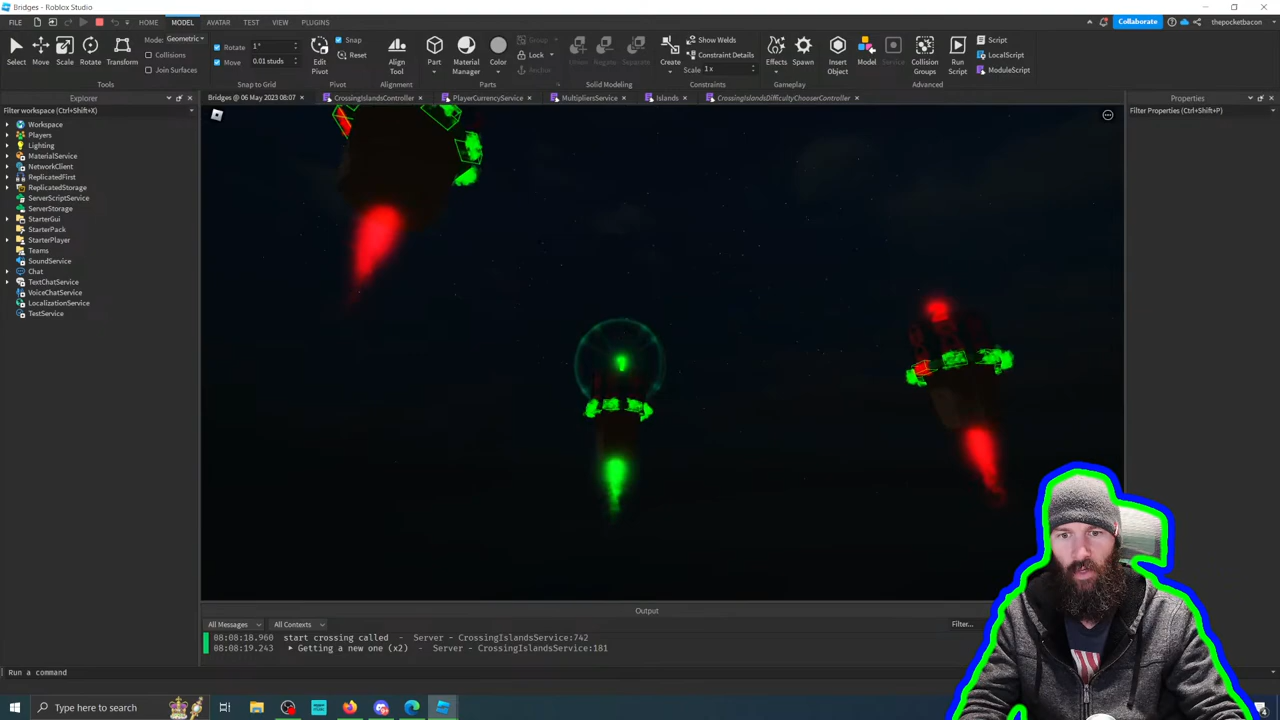 Bridges - Roblox Studio
FILE HOME MODEL AVATAR TEST VIEW PLUGINS Collaborate thepocketbacon
Mode: Geometric
Collisions
Join Surfaces
Select Move Scale Rotate Transform
Tools
Rotate 1°
Move 0.01 studs
Snap to Grid
Edit Pivot
Snap
Reset
Pivot
Align Tool
Alignment
Part Material Manager Color
Group
Lock
Anchor
Parts
Union Negate Separate
Solid Modeling
Create
Show Welds
Constraint Details
Scale 1x
Constraints
Effects Spawn
Gameplay
Insert Object Model Service Collision Groups Run Script
Script
LocalScript
ModuleScript
Advanced
Explorer
Filter workspace (Ctrl+Shift+X)
Workspace
Players
Lighting
MaterialService
NetworkClient
ReplicatedFirst
ReplicatedStorage
ServerScriptService
ServerStorage
StarterGui
StarterPack
StarterPlayer
Teams
SoundService
Chat
TextChatService
VoiceChatService
LocalizationService
TestService
Bridges @ 06 May 2023 08:07 CrossingIslandsController PlayerCurrencyService MultipliersService Islands CrossingIslandsDifficultyChooserController
Properties
Filter Properties (Ctrl+Shift+P)
Output
All Messages All Contexts Filter...
08:08:18.960 start crossing called - Server - CrossingIslandsService:742
08:08:19.243 Getting a new one (x2) - Server - CrossingIslandsService:181
Run a command
Type here to search